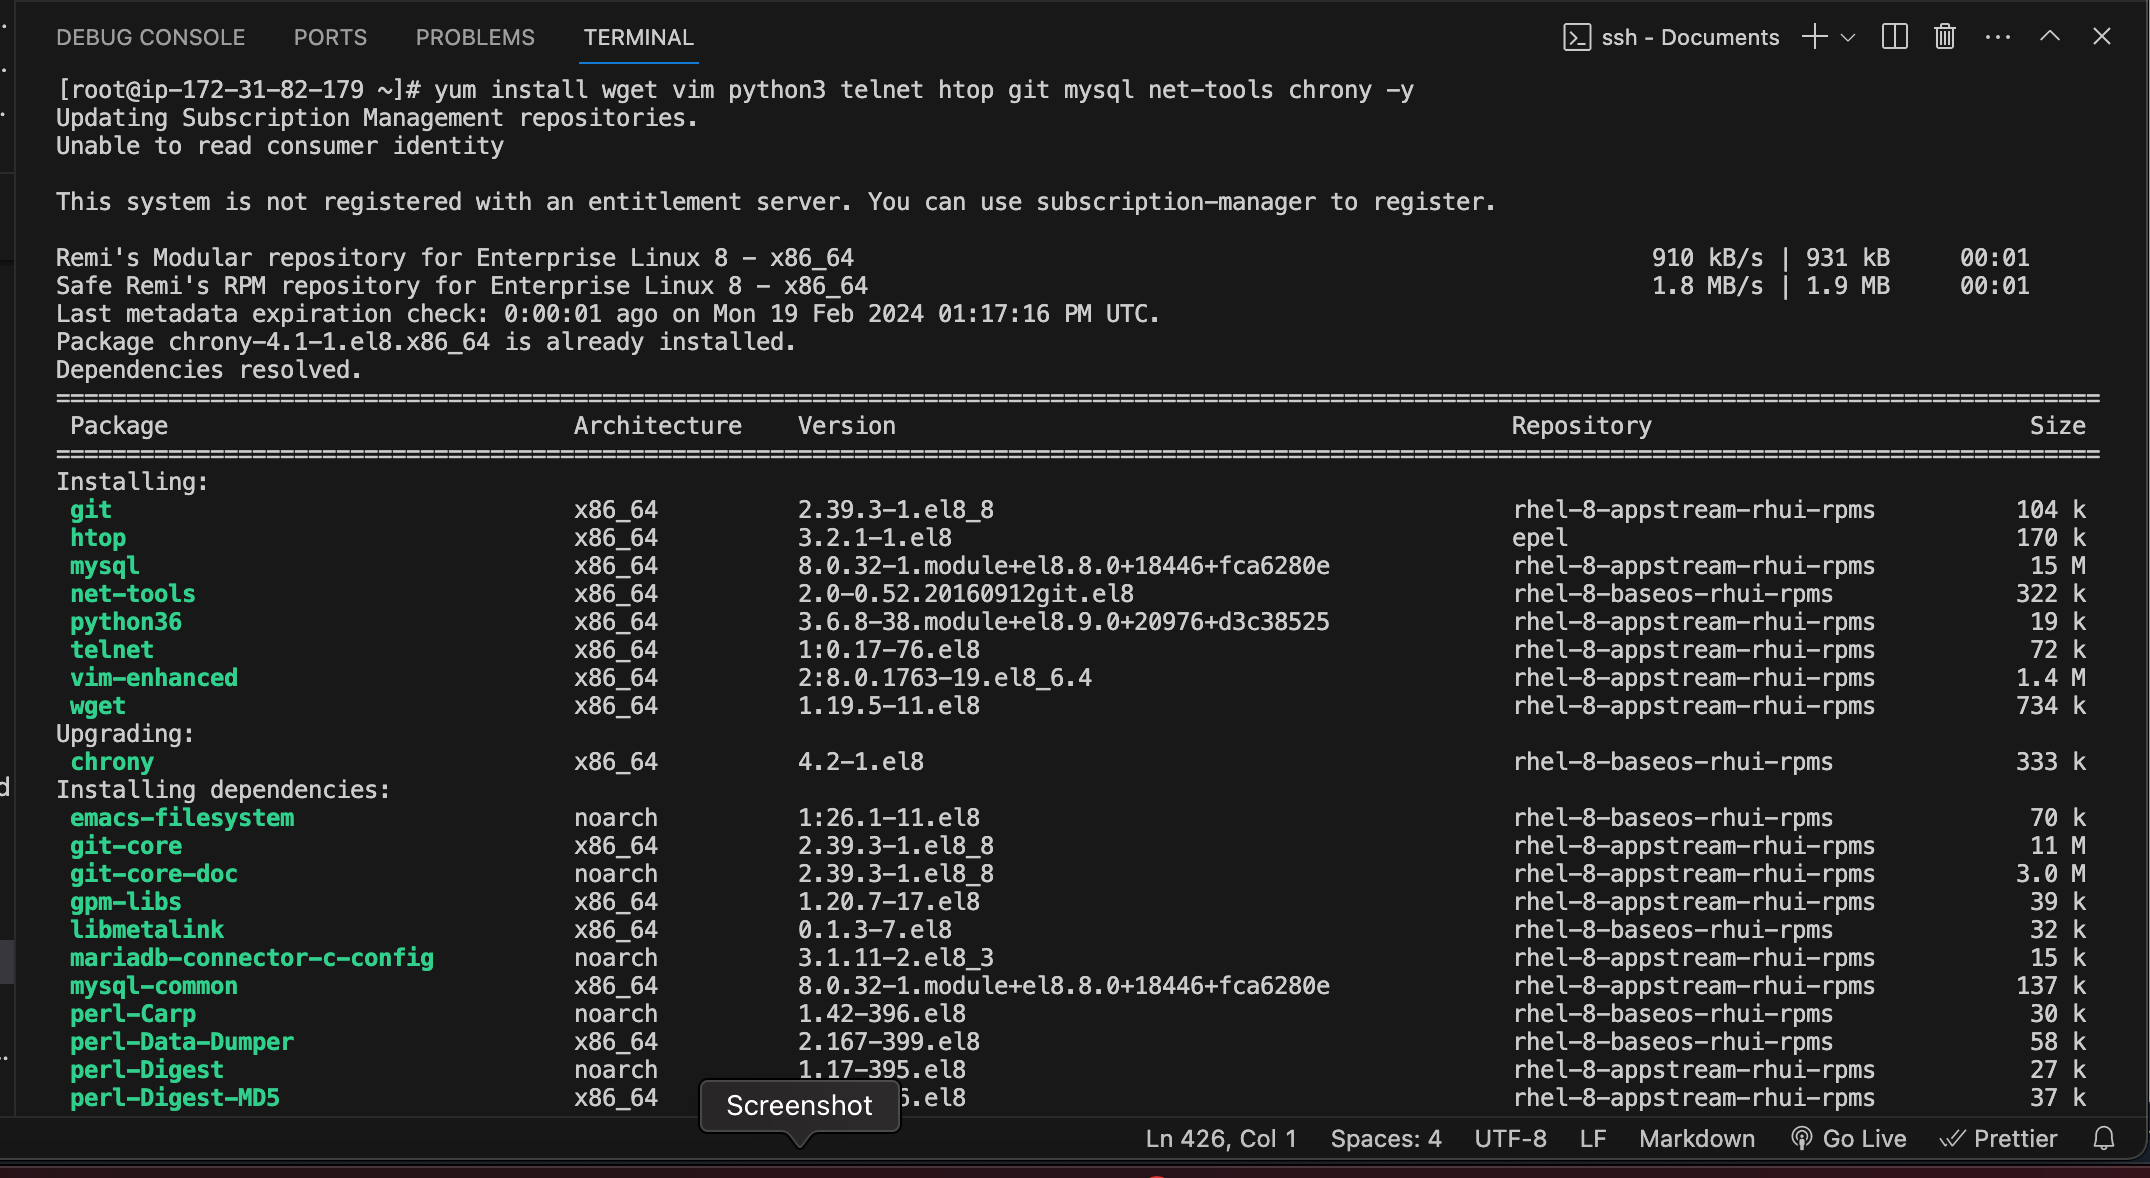 DEBUG CONSOLE PORTS PROBLEMS TERMINAL ssh - Documents
[root@ip-172-31-82-179 ~]# yum install wget vim python3 telnet htop git mysql net-tools chrony -y
Updating Subscription Management repositories.
Unable to read consumer identity
This system is not registered with an entitlement server. You can use subscription-manager to register.
Remi's Modular repository for Enterprise Linux 8 - x86_64 910 kB/s | 931 kB 00:01
Safe Remi's RPM repository for Enterprise Linux 8 - x86_64 1.8 MB/s | 1.9 MB 00:01
Last metadata expiration check: 0:00:01 ago on Mon 19 Feb 2024 01:17:16 PM UTC.
Package chrony-4.1-1.el8.x86_64 is already installed.
Dependencies resolved.
Package Architecture Version Repository Size
Installing:
git x86_64 2.39.3-1.el8_8 rhel-8-appstream-rhui-rpms 104 k
htop x86_64 3.2.1-1.el8 epel 170 k
mysql x86_64 8.0.32-1.module+el8.8.0+18446+fca6280e rhel-8-appstream-rhui-rpms 15 M
net-tools x86_64 2.0-0.52.20160912git.el8 rhel-8-baseos-rhui-rpms 322 k
python36 x86_64 3.6.8-38.module+el8.9.0+20976+d3c38525 rhel-8-appstream-rhui-rpms 19 k
telnet x86_64 1:0.17-76.el8 rhel-8-appstream-rhui-rpms 72 k
vim-enhanced x86_64 2:8.0.1763-19.el8_6.4 rhel-8-appstream-rhui-rpms 1.4 M
wget x86_64 1.19.5-11.el8 rhel-8-appstream-rhui-rpms 734 k
Upgrading:
chrony x86_64 4.2-1.el8 rhel-8-baseos-rhui-rpms 333 k
Installing dependencies:
emacs-filesystem noarch 1:26.1-11.el8 rhel-8-baseos-rhui-rpms 70 k
git-core x86_64 2.39.3-1.el8_8 rhel-8-appstream-rhui-rpms 11 M
git-core-doc noarch 2.39.3-1.el8_8 rhel-8-appstream-rhui-rpms 3.0 M
gpm-libs x86_64 1.20.7-17.el8 rhel-8-appstream-rhui-rpms 39 k
libmetalink x86_64 0.1.3-7.el8 rhel-8-baseos-rhui-rpms 32 k
mariadb-connector-c-config noarch 3.1.11-2.el8_3 rhel-8-appstream-rhui-rpms 15 k
mysql-common x86_64 8.0.32-1.module+el8.8.0+18446+fca6280e rhel-8-appstream-rhui-rpms 137 k
perl-Carp noarch 1.42-396.el8 rhel-8-baseos-rhui-rpms 30 k
perl-Data-Dumper x86_64 2.167-399.el8 rhel-8-baseos-rhui-rpms 58 k
perl-Digest noarch 1.17-395.el8 rhel-8-appstream-rhui-rpms 27 k
perl-Digest-MD5 x86_64 .el8 rhel-8-appstream-rhui-rpms 37 k
Screenshot
Ln 426, Col 1 Spaces: 4 UTF-8 LF Markdown Go Live Prettier